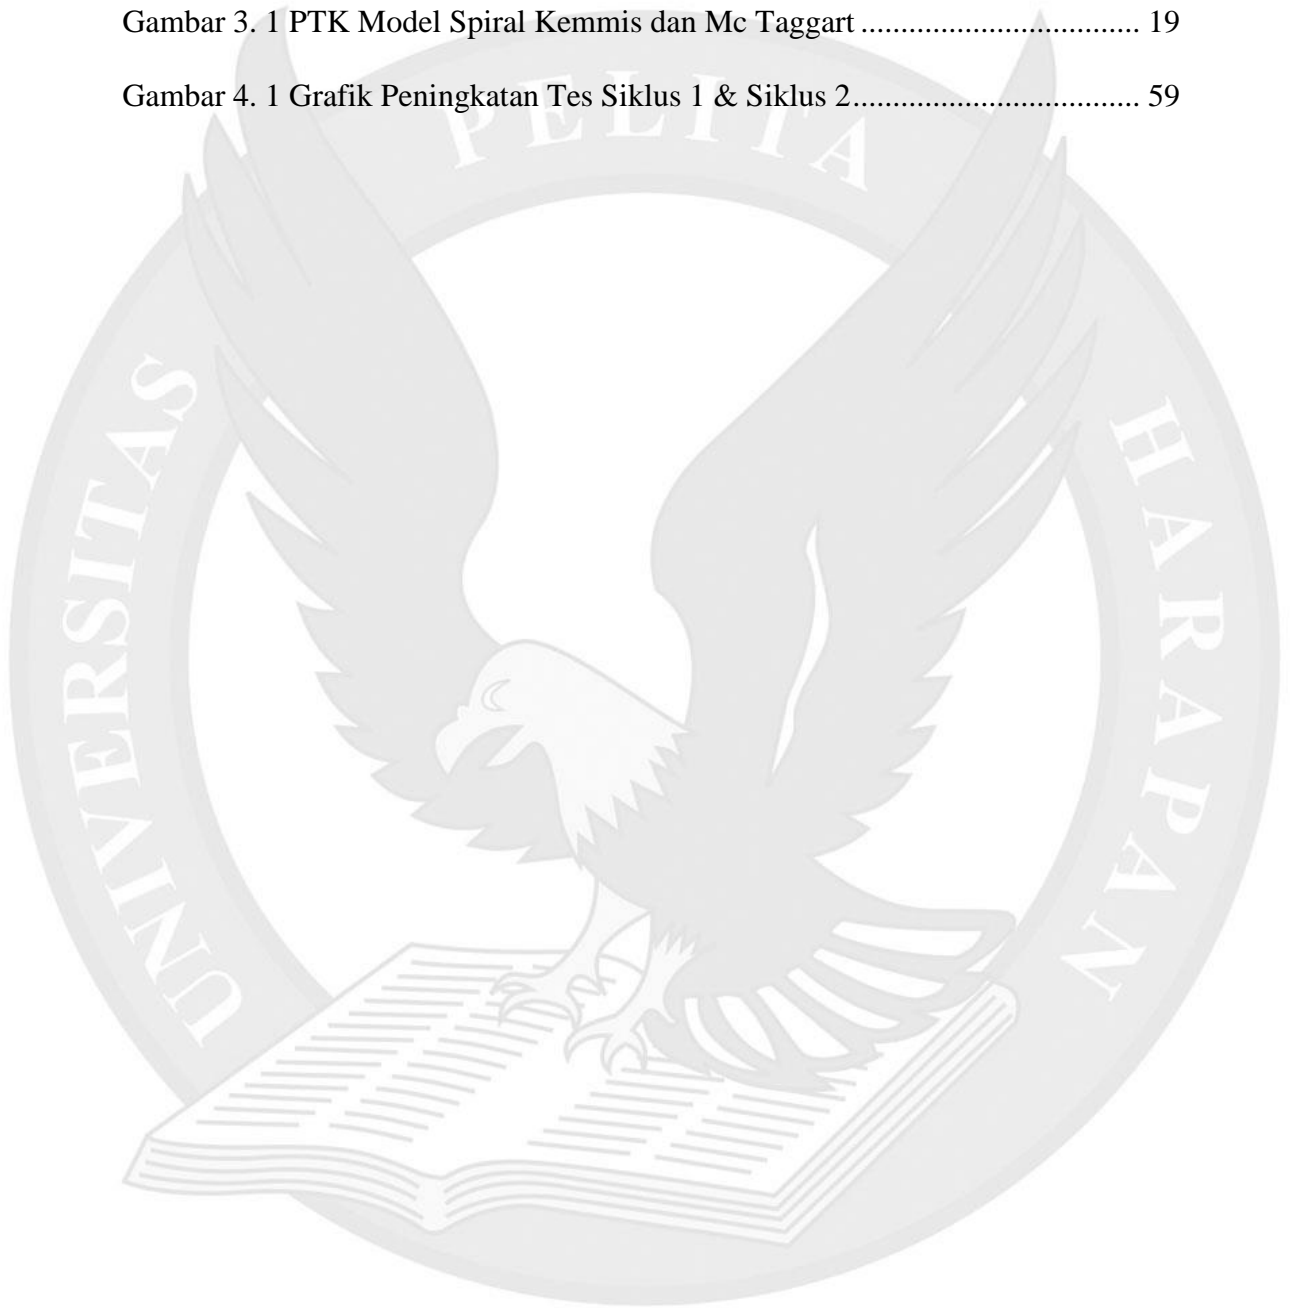 Gambar 3. 1 PTK Model Spiral Kemmis dan Mc Taggart ................................... 19
Gambar 4. 1 Grafik Peningkatan Tes Siklus 1 & Siklus 2.................................... 59
UNIVERSITAS PELITA HARAPAN